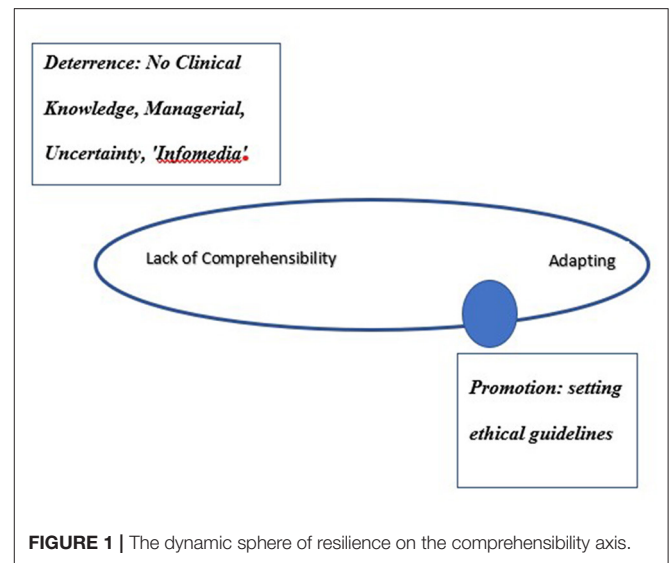 Deterrence: No Clinical
Knowledge, Managerial,
Uncertainty, 'Infomedia'.
Lack of Comprehensibility
Adapting
Promotion: setting
ethical guidelines
FIGURE 1 | The dynamic sphere of resilience on the comprehensibility axis.